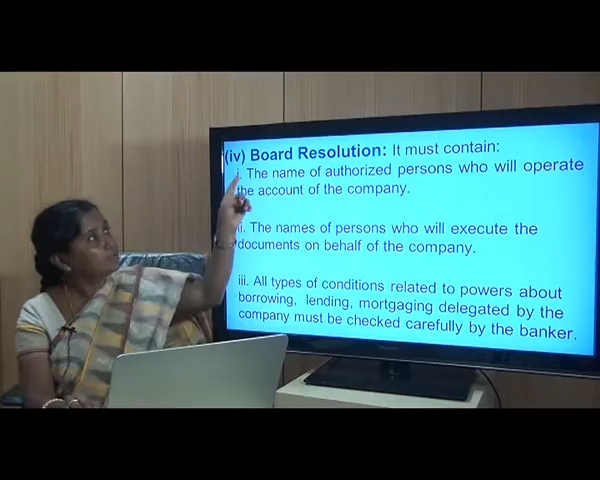 (iv) Board Resolution: It must contain:
i. The name of authorized persons who will operate
the account of the company.
ii. The names of persons who will execute the
documents on behalf of the company.
iii. All types of conditions related to powers about
borrowing, lending, mortgaging delegated by the
company must be checked carefully by the banker.